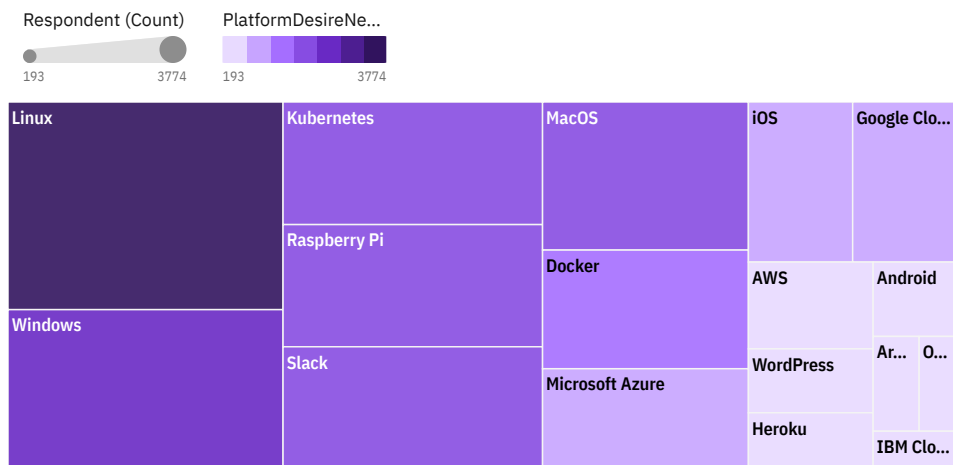 Respondent (Count)
PlatformDesireNe...
193
3774
193
3774
Linux
Kubernetes
MacOS
iOS
Google Clo...
Raspberry Pi
Docker
AWS
Android
Windows
Slack
WordPress
Ar...
O...
Microsoft Azure
Heroku
IBM Clo...